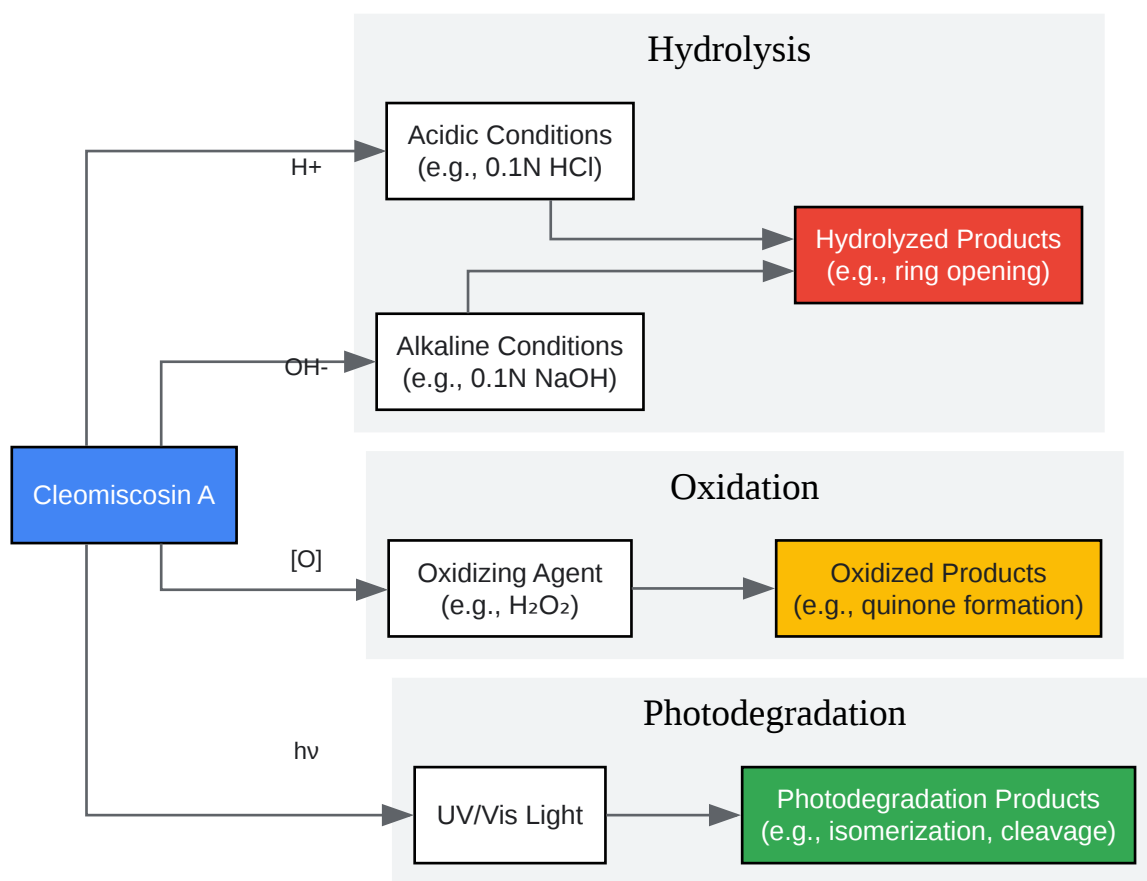 Hydrolysis
Acidic Conditions
(e.g., 0.1N HCl)
H+
Hydrolyzed Products
(e.g., ring opening)
Alkaline Conditions
(e.g., 0.1N NaOH)
OH-
Cleomiscosin A
Oxidation
[O]
Oxidizing Agent
(e.g., H₂O₂)
Oxidized Products
(e.g., quinone formation)
Photodegradation
hν
UV/Vis Light
Photodegradation Products
(e.g., isomerization, cleavage)